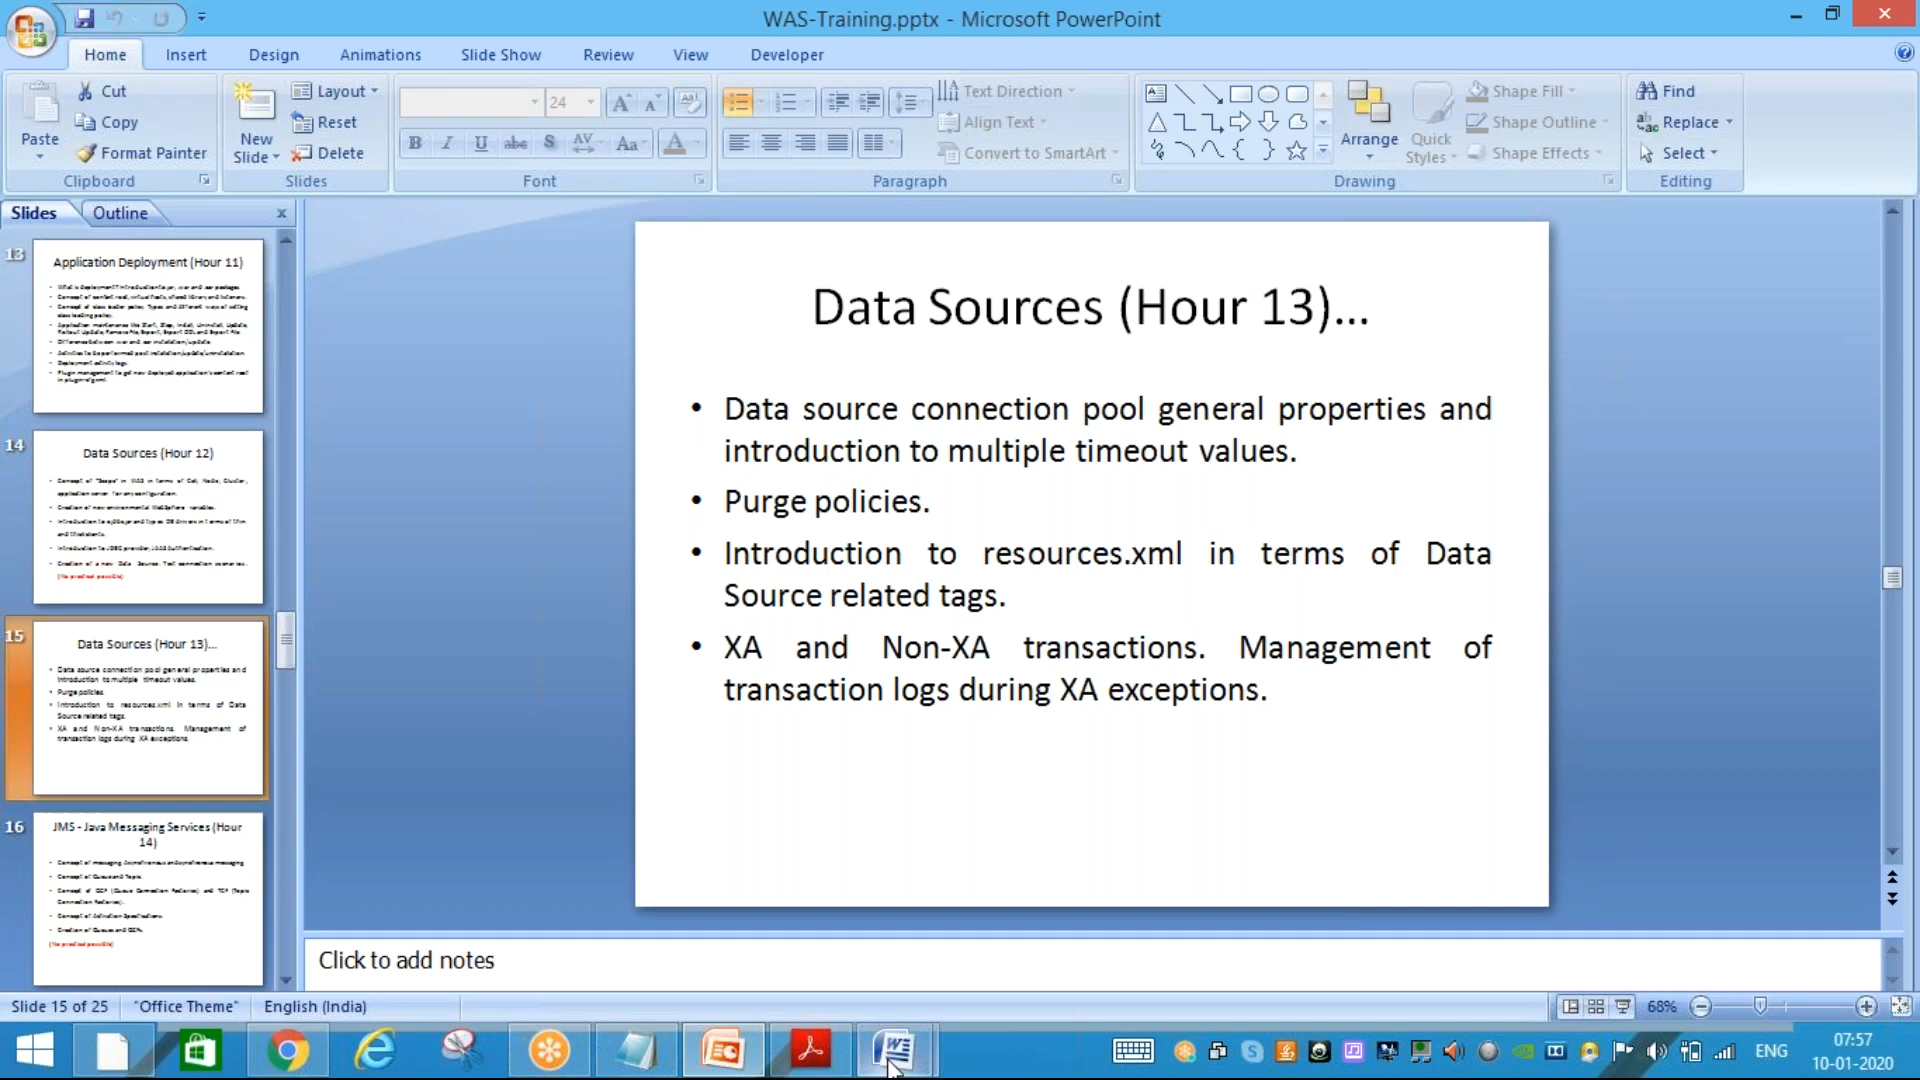 WAS-Training.pptx - Microsoft PowerPoint
Home Insert Design Animations Slide Show Review View Developer
Paste
Cut
Copy
Format Painter
Clipboard
New
Slide
Layout
Reset
Delete
Slides
24
Font
Text Direction
Align Text
Convert to SmartArt
Paragraph
Arrange
Quick
Styles
Shape Fill
Shape Outline
Shape Effects
Drawing
Find
Replace
Select
Editing
Slides Outline
13
Application Deployment (Hour 11)
14
Data Sources (Hour 12)
15
Data Sources (Hour 13)...
• Data source connection pool general properties and
introduction to multiple timeout values.
• Purge policies.
• Introduction to resources.xml in terms of Data
Source related tags.
• XA and Non-XA transactions. Management of
transaction logs during XA exceptions.
16
JMS - Java Messaging Services (Hour
14)
Data Sources (Hour 13)...
• Data source connection pool general properties and
introduction to multiple timeout values.
• Purge policies.
• Introduction to resources.xml in terms of Data
Source related tags.
• XA and Non-XA transactions. Management of
transaction logs during XA exceptions.
Click to add notes
Slide 15 of 25 "Office Theme" English (India) 68%
ENG
07:57
10-01-2020